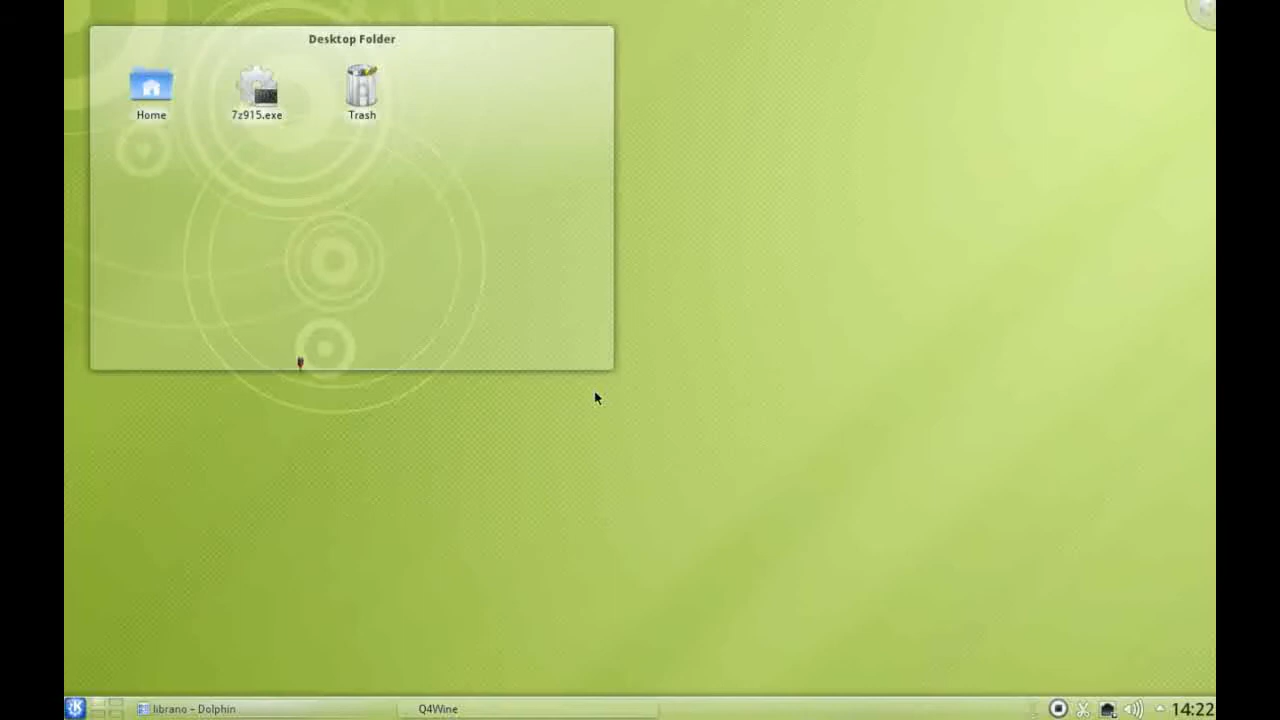 Desktop Folder
Home
7z915.exe
Trash
librano – Dolphin
Q4Wine
14:22